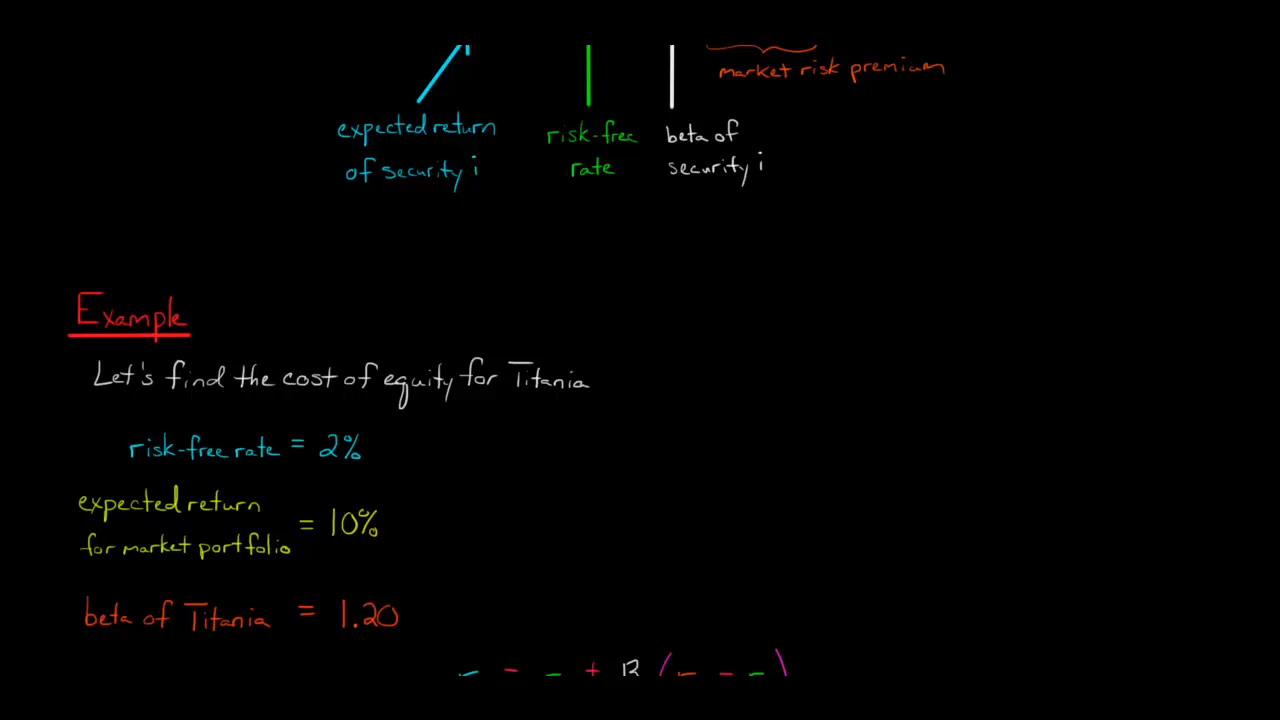 market risk premium
expected return risk-free beta of
of security i rate security i
Example
Let's find the cost of equity for Titania
risk-free rate = 2%
expected return
for market portfolio = 10%
beta of Titania = 1.20